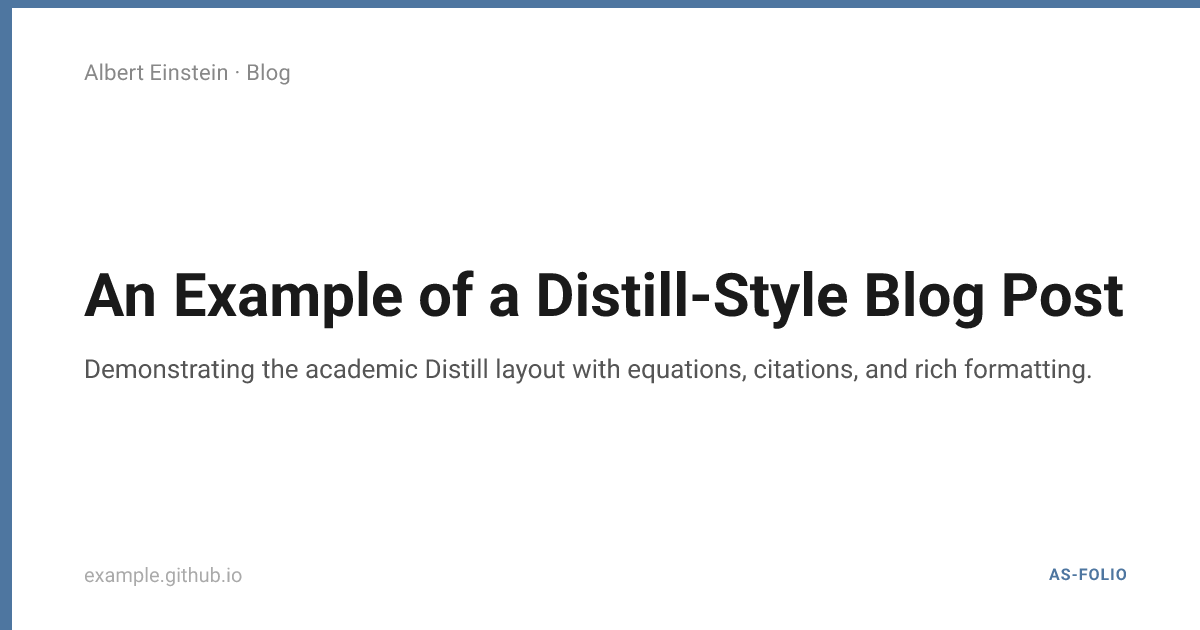 Albert Einstein · Blog
An Example of a Distill-Style Blog Post
Demonstrating the academic Distill layout with equations, citations, and rich formatting.
example.github.io
AS-FOLIO